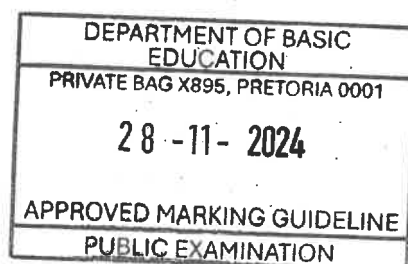 DEPARTMENT OF BASIC
EDUCATION
PRIVATE BAG X895, PRETORIA 0001
28 -11- 2024
APPROVED MARKING GUIDELINE
PUBLIC EXAMINATION